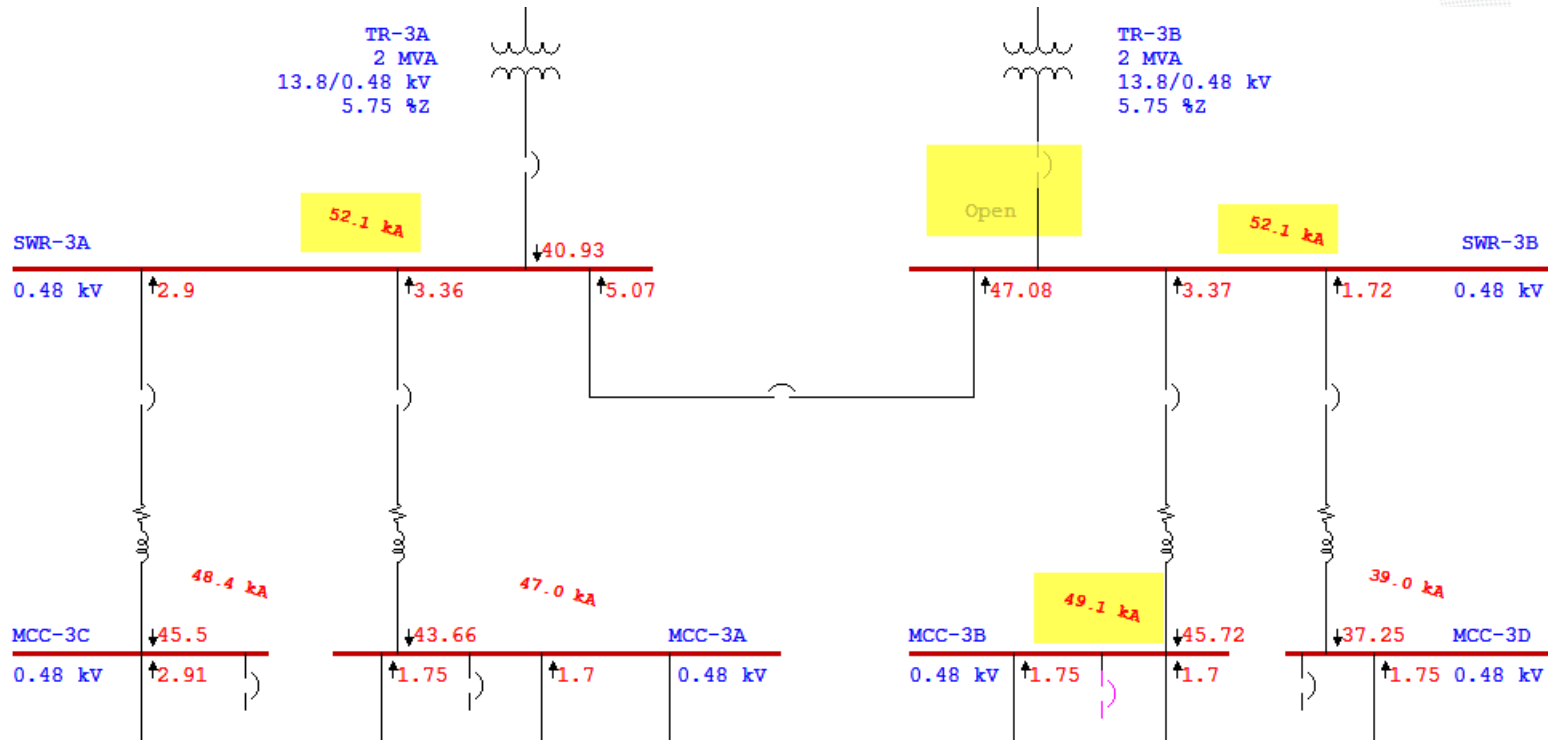 TR-3A
2 MVA
13.8/0.48 kV
5.75 %Z
TR-3B
2 MVA
13.8/0.48 kV
5.75 %Z
Open
52.1 kA
52.1 kA
SWR-3A
40.93
SWR-3B
0.48 kV
2.9
3.36
5.07
47.08
3.37
1.72
0.48 kV
48.4 kA
47.0 kA
49.1 kA
39.0 kA
MCC-3C
45.5
43.66
MCC-3A
MCC-3B
45.72
37.25
MCC-3D
0.48 kV
2.91
1.75
1.7
0.48 kV
0.48 kV
1.75
1.7
1.75
0.48 kV